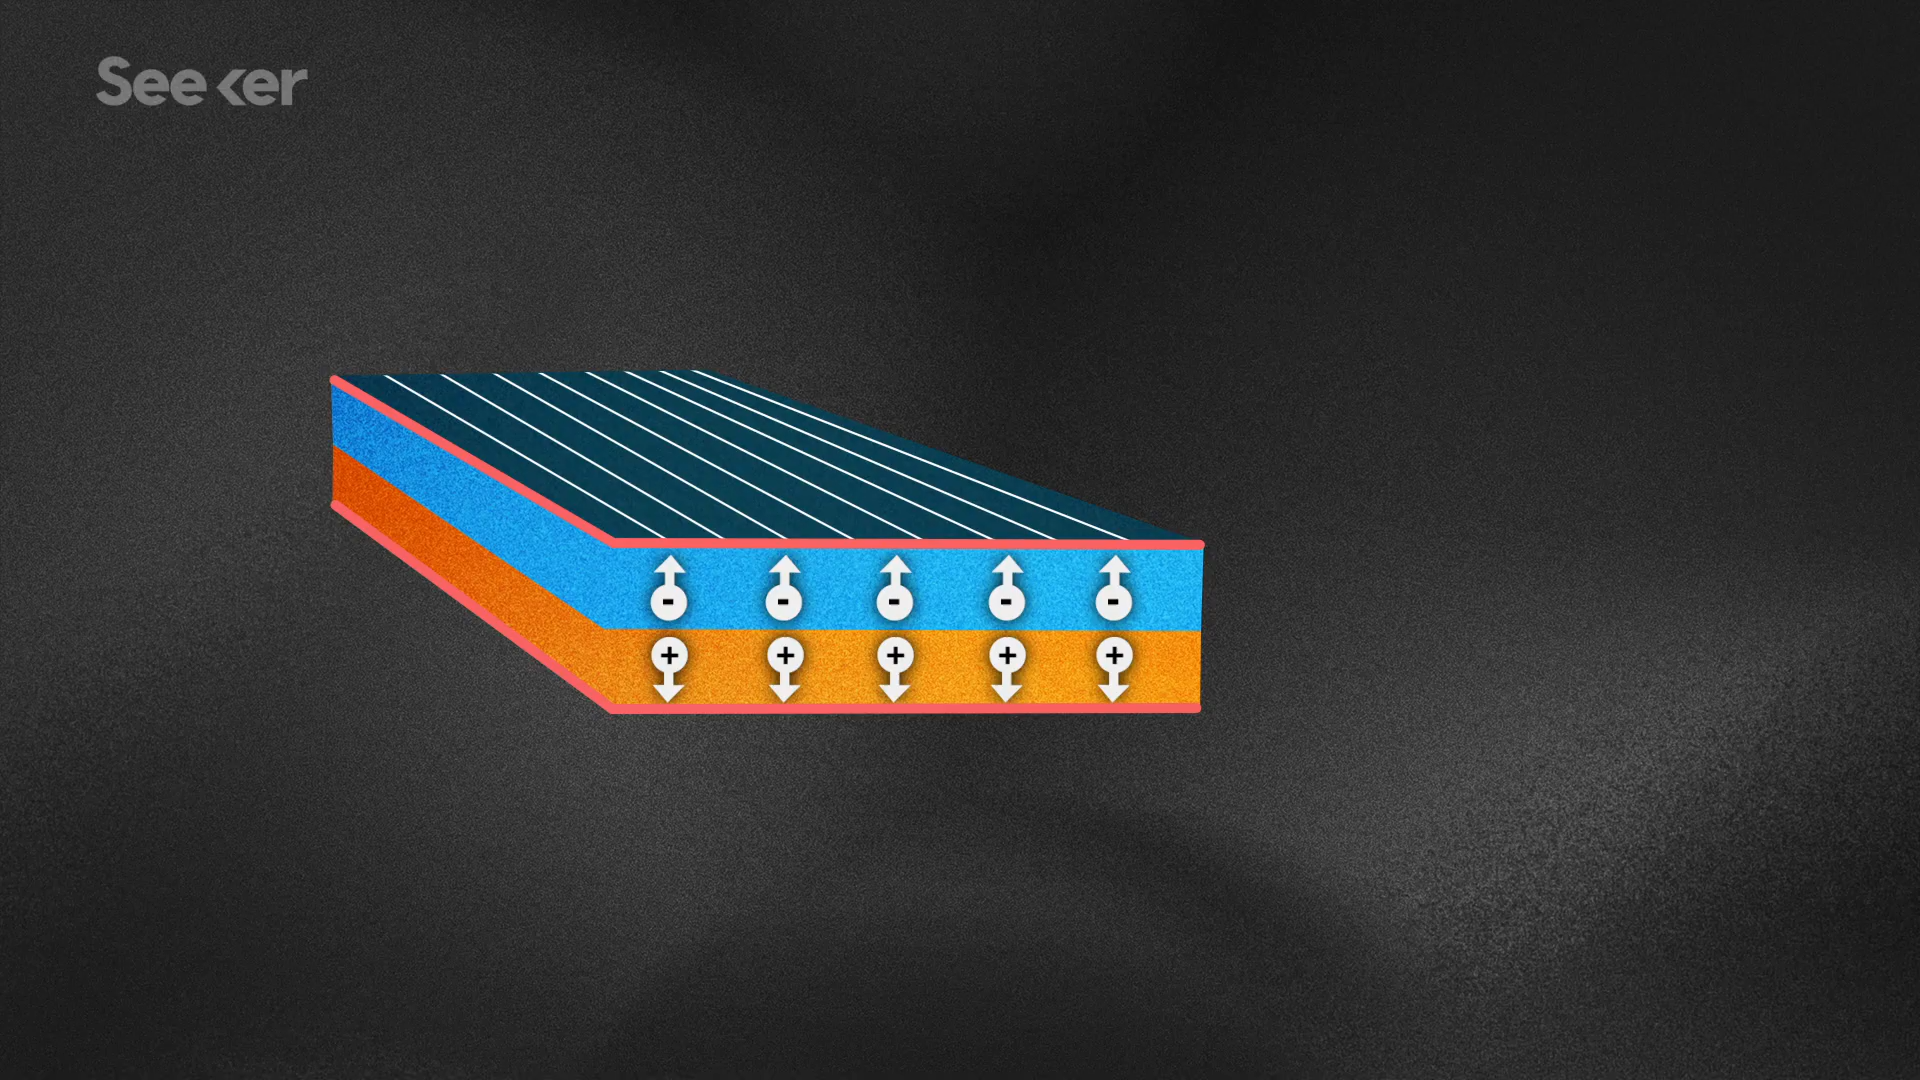 Seeker
- - - - -
+ + + + +